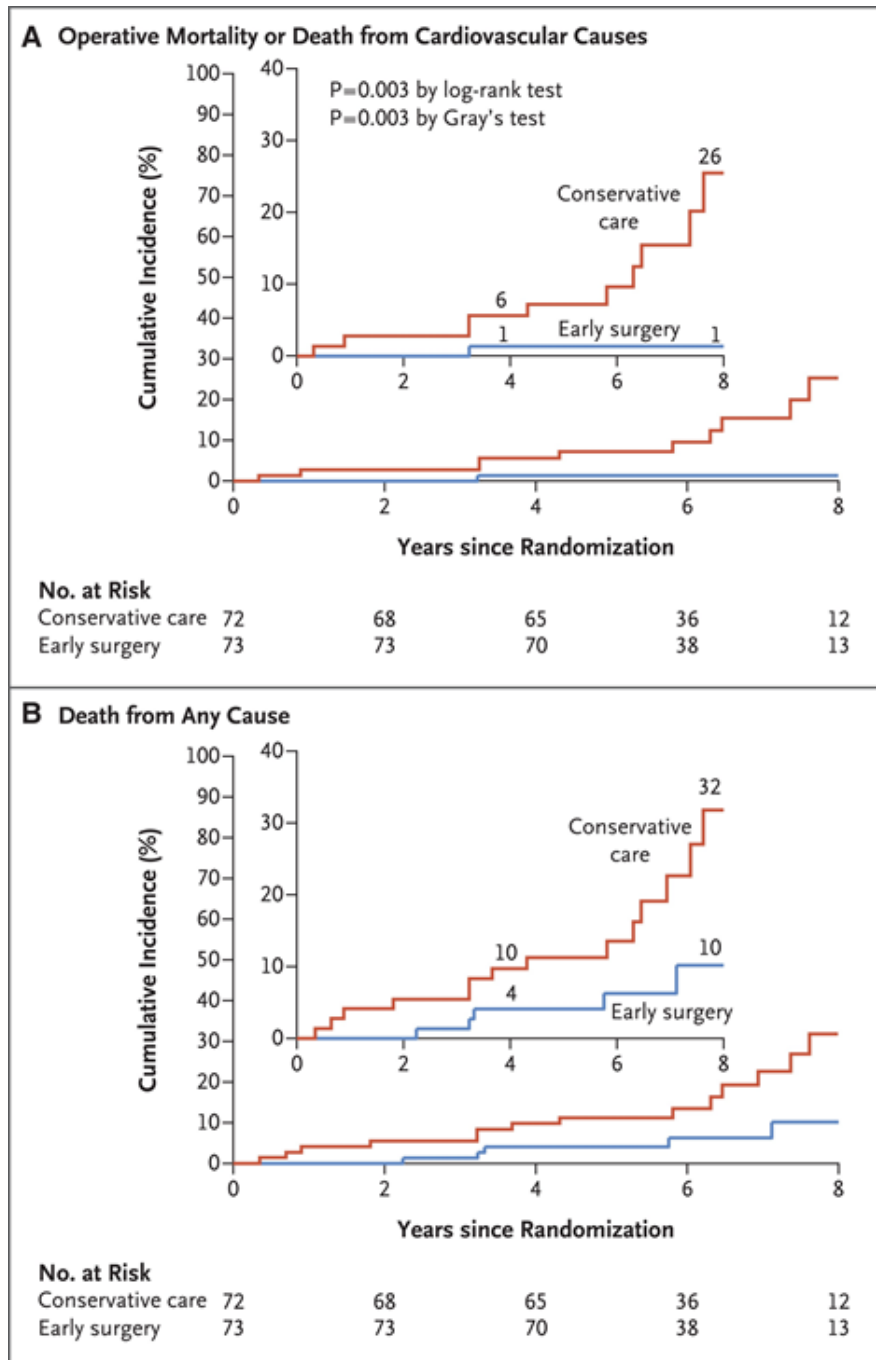 A Operative Mortality or Death from Cardiovascular Causes
Cumulative Incidence (%)
100
90
80
70
60
50
40
30
20
10
0
0 2 4 6 8
40
30
20
10
0
0 2 4 6 8
P=0.003 by log-rank test
P=0.003 by Gray's test
26
Conservative
care
6
1
Early surgery
1
Years since Randomization
No. at Risk
Conservative care 72 68 65 36 12
Early surgery 73 73 70 38 13
B Death from Any Cause
Cumulative Incidence (%)
100
90
80
70
60
50
40
30
20
10
0
0 2 4 6 8
40
30
20
10
0
0 2 4 6 8
32
Conservative
care
10
4
10
Early surgery
Years since Randomization
No. at Risk
Conservative care 72 68 65 36 12
Early surgery 73 73 70 38 13